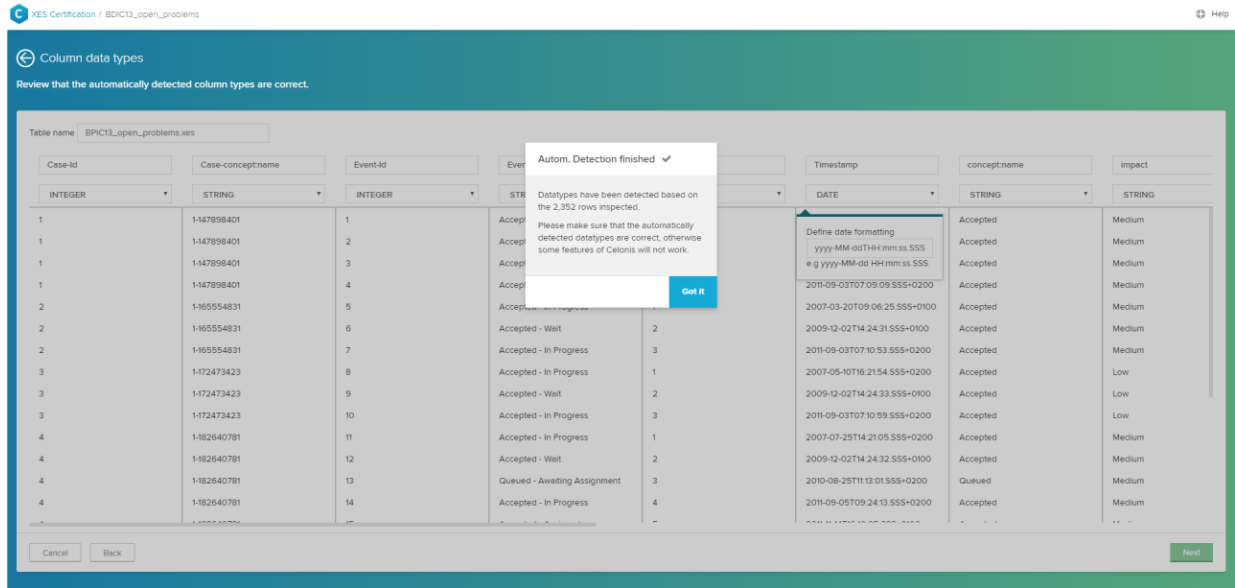 C XES Certification / BDIC13_open_problems Help
Column data types
Review that the automatically detected column types are correct.
Table name BPIC13_open_problems.xes
Case-Id Case-concept:name Event-Id Ever Timestamp concept:name impact
INTEGER STRING INTEGER STR DATE STRING STRING
Autom. Detection finished
Datatypes have been detected based on
the 2,352 rows inspected.
Please make sure that the automatically
detected datatypes are correct, otherwise
some features of Celonis will not work.
Got it
Define date formatting
yyyy-MM-ddTHH:mm:ss.SSS
e.g yyyy-MM-dd HH:mm:ss.SSS
1 1-147898401 1 Accept Accepted Medium
1 1-147898401 2 Accept Accepted Medium
1 1-147898401 3 Accept Accepted Medium
1 1-147898401 4 Accept 2011-09-03T07:09:09.SSS+0200 Accepted Medium
2 1-165554831 5 2007-03-20T09:06:25.SSS+0100 Accepted Medium
2 1-165554831 6 Accepted - Wait 2 2009-12-02T14:24:31.SSS+0100 Accepted Medium
2 1-165554831 7 Accepted - In Progress 3 2011-09-03T07:10:53.SSS+0200 Accepted Medium
3 1-172473423 8 Accepted - In Progress 1 2007-05-10T16:21:54.SSS+0200 Accepted Low
3 1-172473423 9 Accepted - Wait 2 2009-12-02T14:24:33.SSS+0100 Accepted Low
3 1-172473423 10 Accepted - In Progress 3 2011-09-03T07:10:59.SSS+0200 Accepted Low
4 1-182640781 11 Accepted - In Progress 1 2007-07-25T14:21:05.SSS+0200 Accepted Medium
4 1-182640781 12 Accepted - Wait 2 2009-12-02T14:24:32.SSS+0100 Accepted Medium
4 1-182640781 13 Queued - Awaiting Assignment 3 2010-08-25T11:13:01.SSS+0200 Queued Medium
4 1-182640781 14 Accepted - In Progress 4 2011-09-05T09:24:13.SSS+0200 Accepted Medium
Cancel Back Next